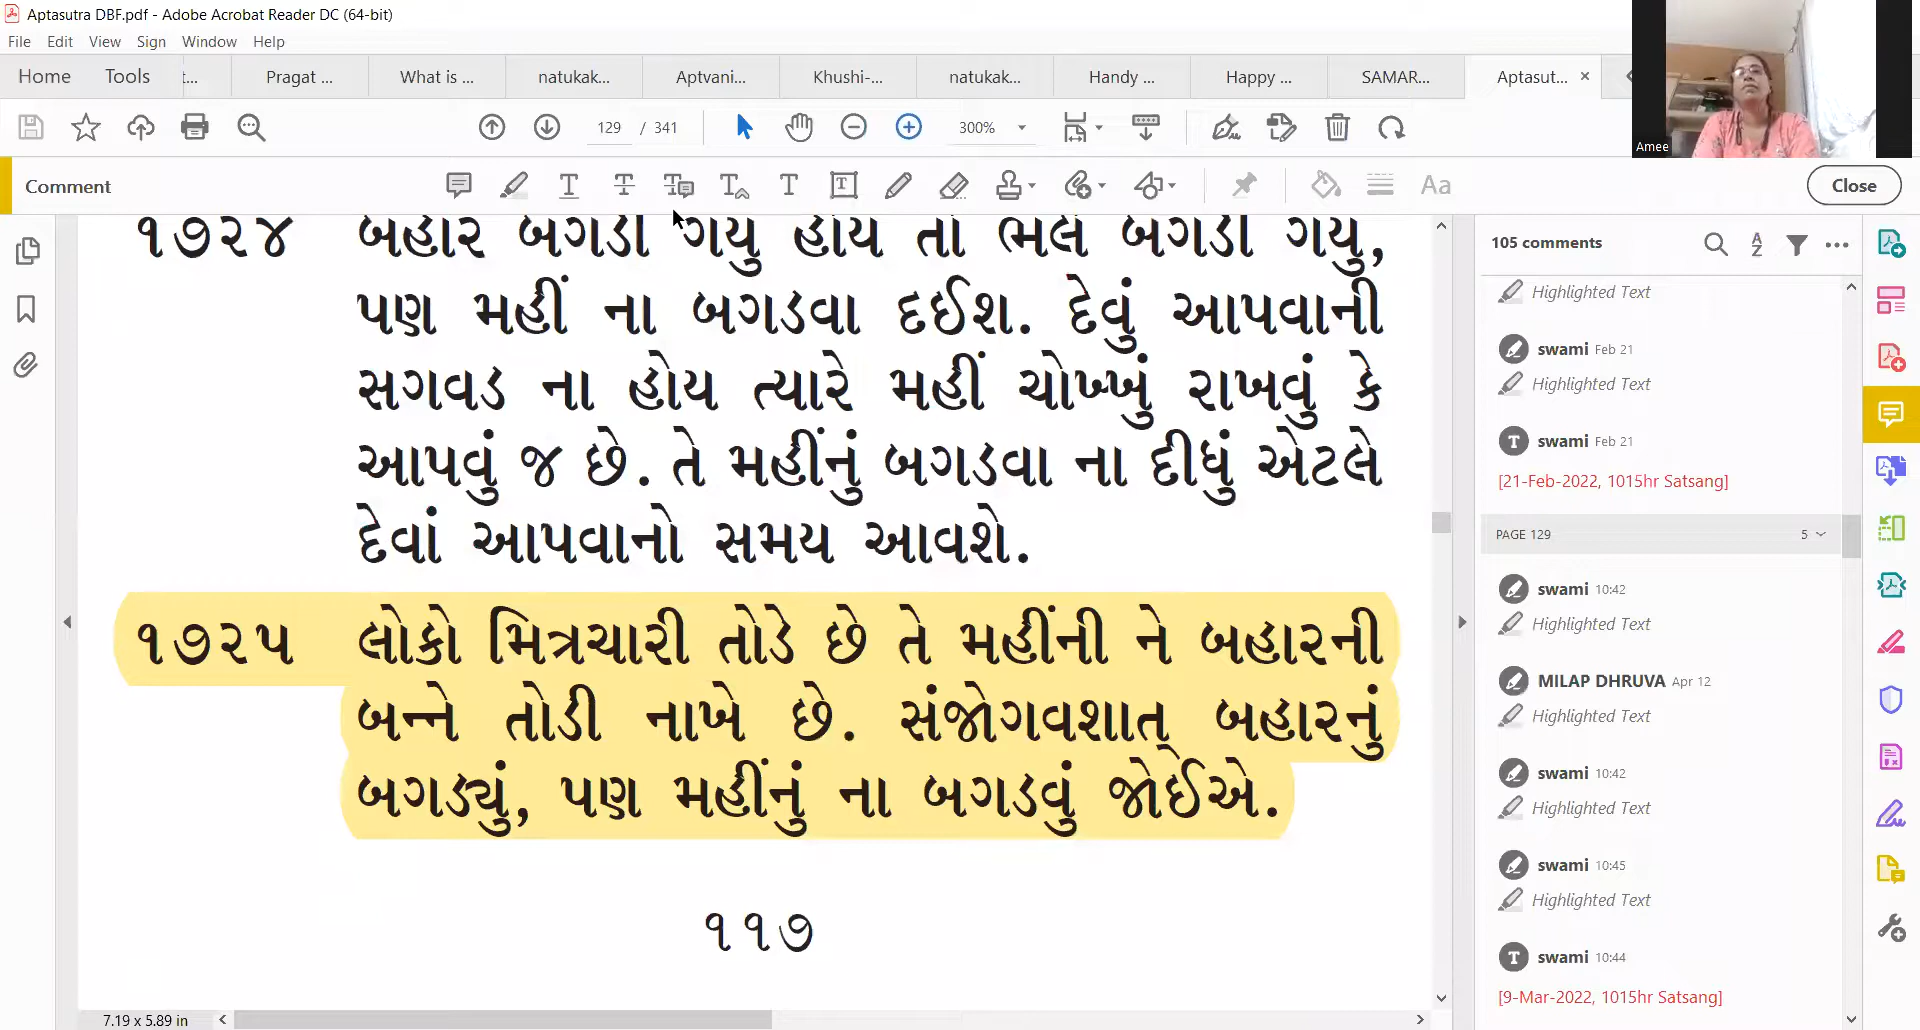 Aptasutra DBF.pdf - Adobe Acrobat Reader DC (64-bit)
File Edit View Sign Window Help
Home Tools t... Pragat ... What is ... natukak... Aptvani... Khushi-... natukak... Handy ... Happy ... SAMAR... Aptasut... ×
129 / 341 300%
Amee
Comment
Close
૧૭૨૪ બહાર બગડી ગયું હોય તો ભલે બગડી ગયું,
પણ મહીં ના બગડવા દઈશ. દેવું આપવાની
સગવડ ના હોય ત્યારે મહીં ચોખ્ખું રાખવું કે
આપવું જ છે. તે મહીંનું બગડવા ના દીધું એટલે
દેવાં આપવાનો સમય આવશે.
૧૭૨૫ લોકો મિત્રચારી તોડે છે તે મહીંની ને બહારની
બન્ને તોડી નાખે છે. સંજોગવશાત્ બહારનું
બગડ્યું, પણ મહીંનું ના બગડવું જોઈએ.
૧૧૭
7.19 x 5.89 in
105 comments
Highlighted Text
swami Feb 21
Highlighted Text
swami Feb 21
[21-Feb-2022, 1015hr Satsang]
PAGE 129 5
swami 10:42
Highlighted Text
MILAP DHRUVA Apr 12
Highlighted Text
swami 10:42
Highlighted Text
swami 10:45
Highlighted Text
swami 10:44
[9-Mar-2022, 1015hr Satsang]